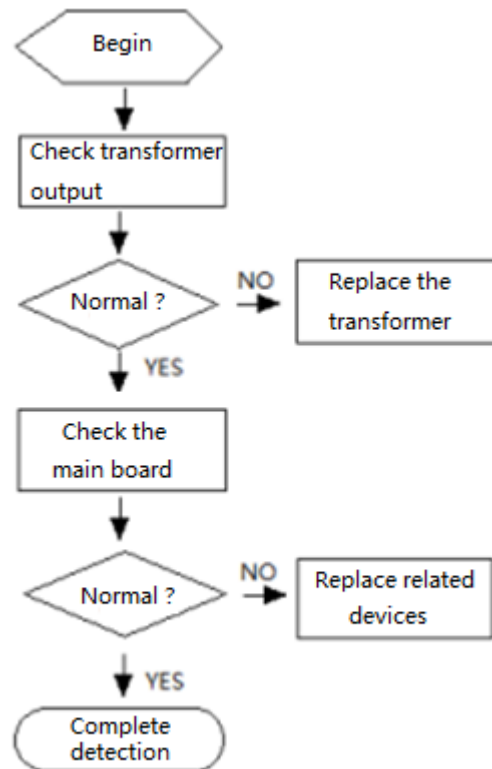 Begin
Check transformer
output
Normal ?
NO
Replace the
transformer
YES
Check the
main board
Normal ?
NO
Replace related
devices
YES
Complete
detection